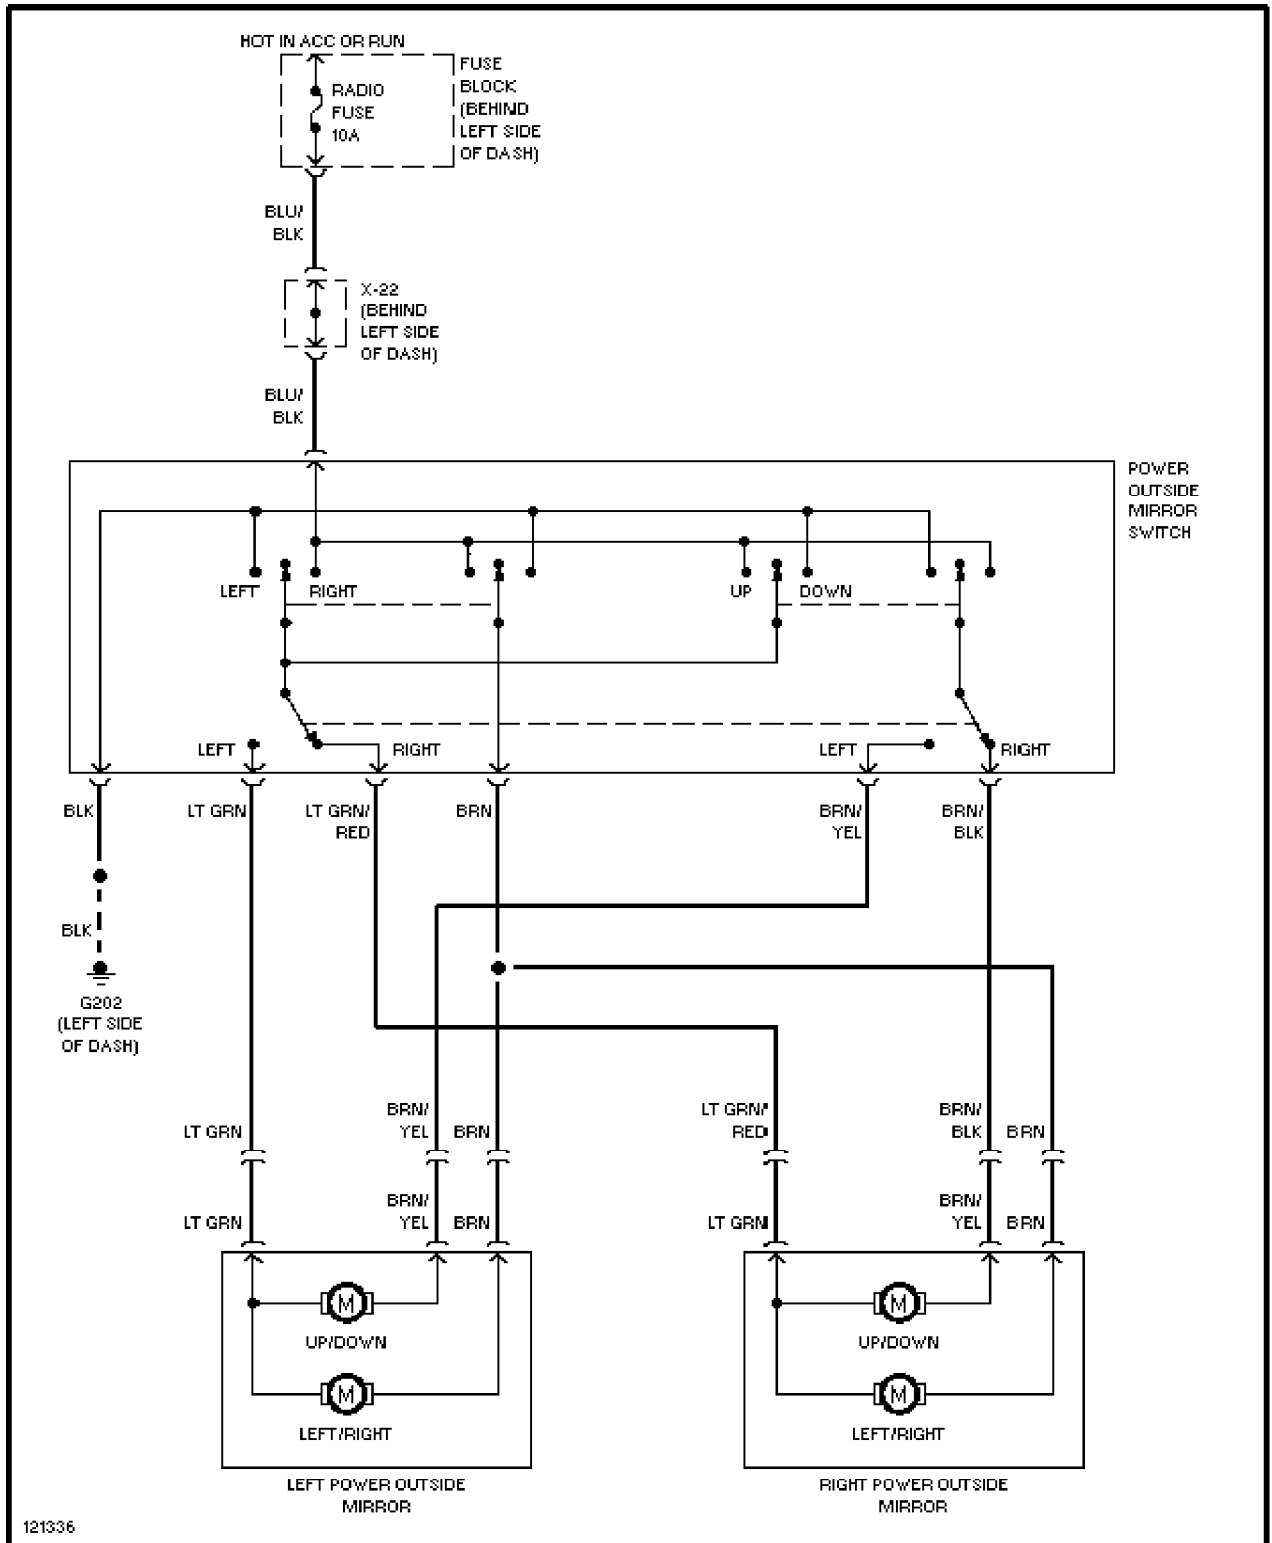 HOT IN ACC OR RUN
RADIO
FUSE
10A
FUSE
BLOCK
(BEHIND
LEFT SIDE
OF DASH)
BLU/
BLK
X-22
(BEHIND
LEFT SIDE
OF DASH)
BLU/
BLK
POWER
OUTSIDE
MIRROR
SWITCH
LEFT
RIGHT
UP
DOWN
LEFT
RIGHT
LEFT
RIGHT
BLK
LT GRN
LT GRN/
RED
BRN
BRN/
YEL
BRN/
BLK
BLK
G202
(LEFT SIDE
OF DASH)
LT GRN
BRN/
YEL
BRN
LT GRN/
RED
BRN/
BLK
BRN
LT GRN
BRN/
YEL
BRN
LT GRN
BRN/
YEL
BRN
M
UP/DOWN
M
LEFT/RIGHT
M
UP/DOWN
M
LEFT/RIGHT
LEFT POWER OUTSIDE
MIRROR
RIGHT POWER OUTSIDE
MIRROR
121336